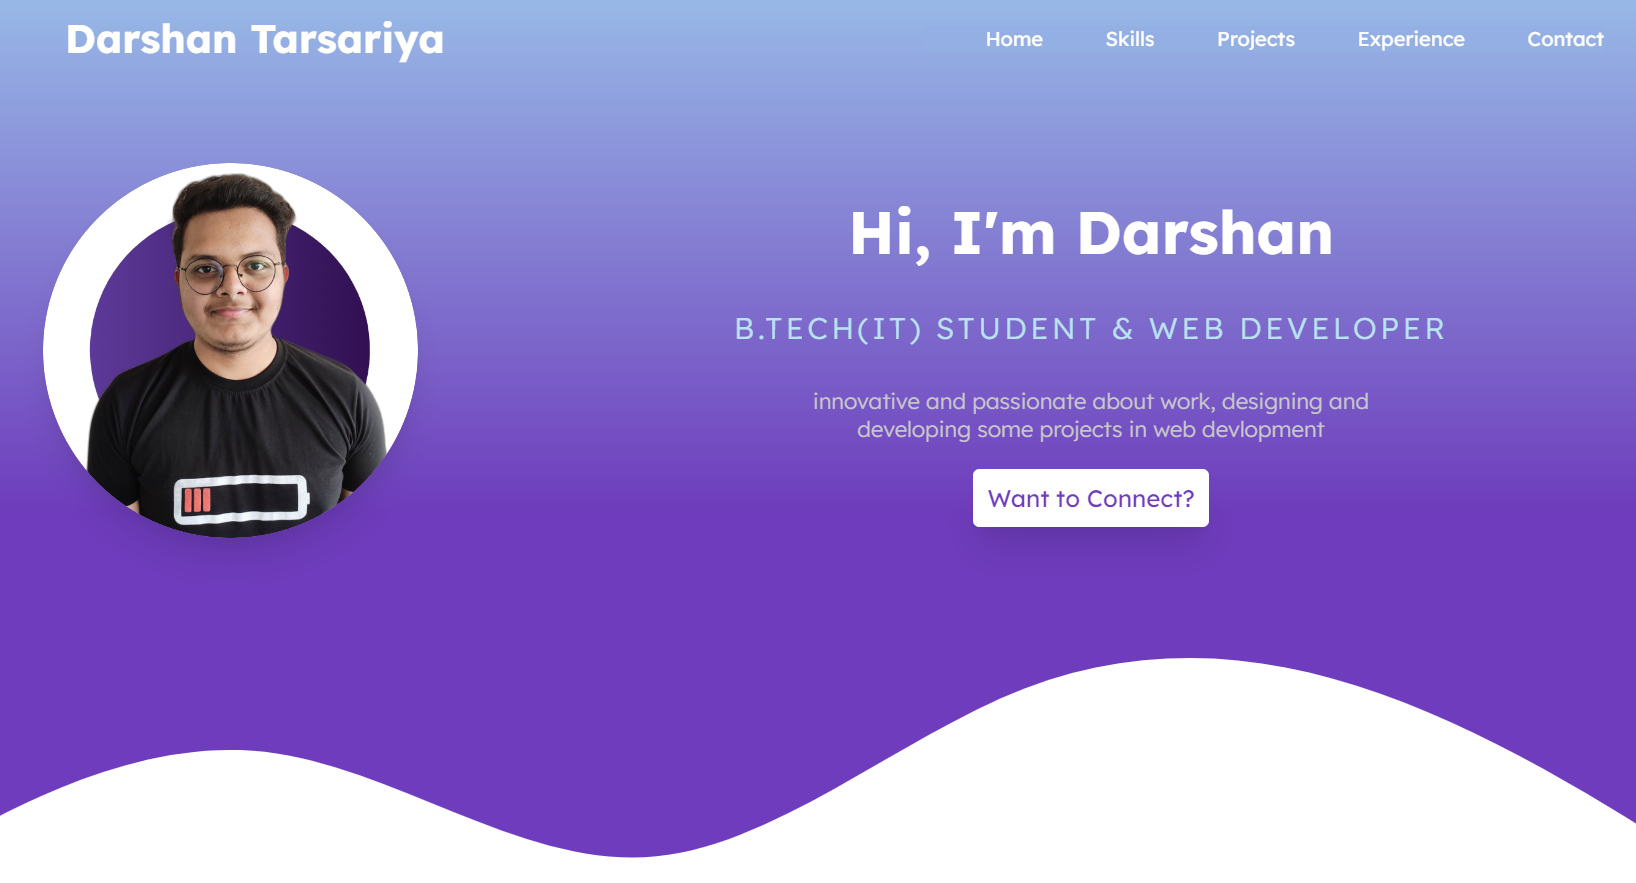 Darshan Tarsariya
Home Skills Projects Experience Contact
Hi, I'm Darshan
B.TECH(IT) STUDENT & WEB DEVELOPER
innovative and passionate about work, designing and
developing some projects in web devlopment
Want to Connect?